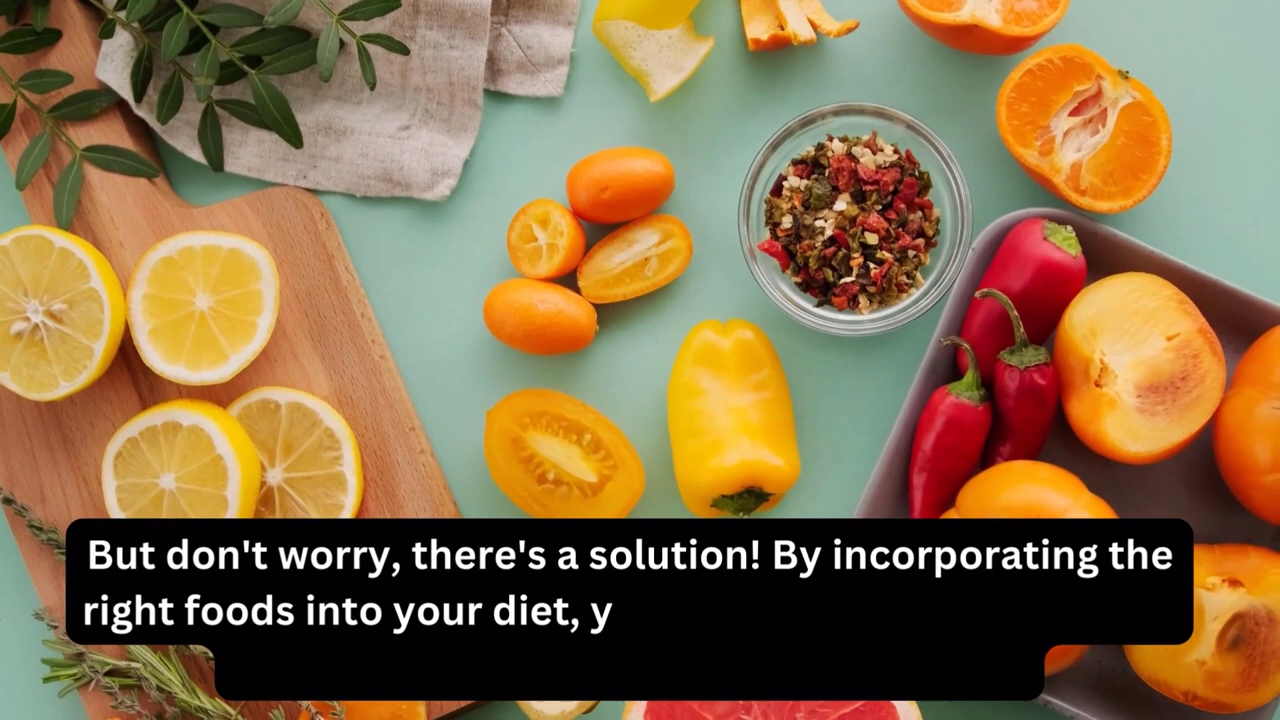 But don't worry, there's a solution! By incorporating the
right foods into your diet, y